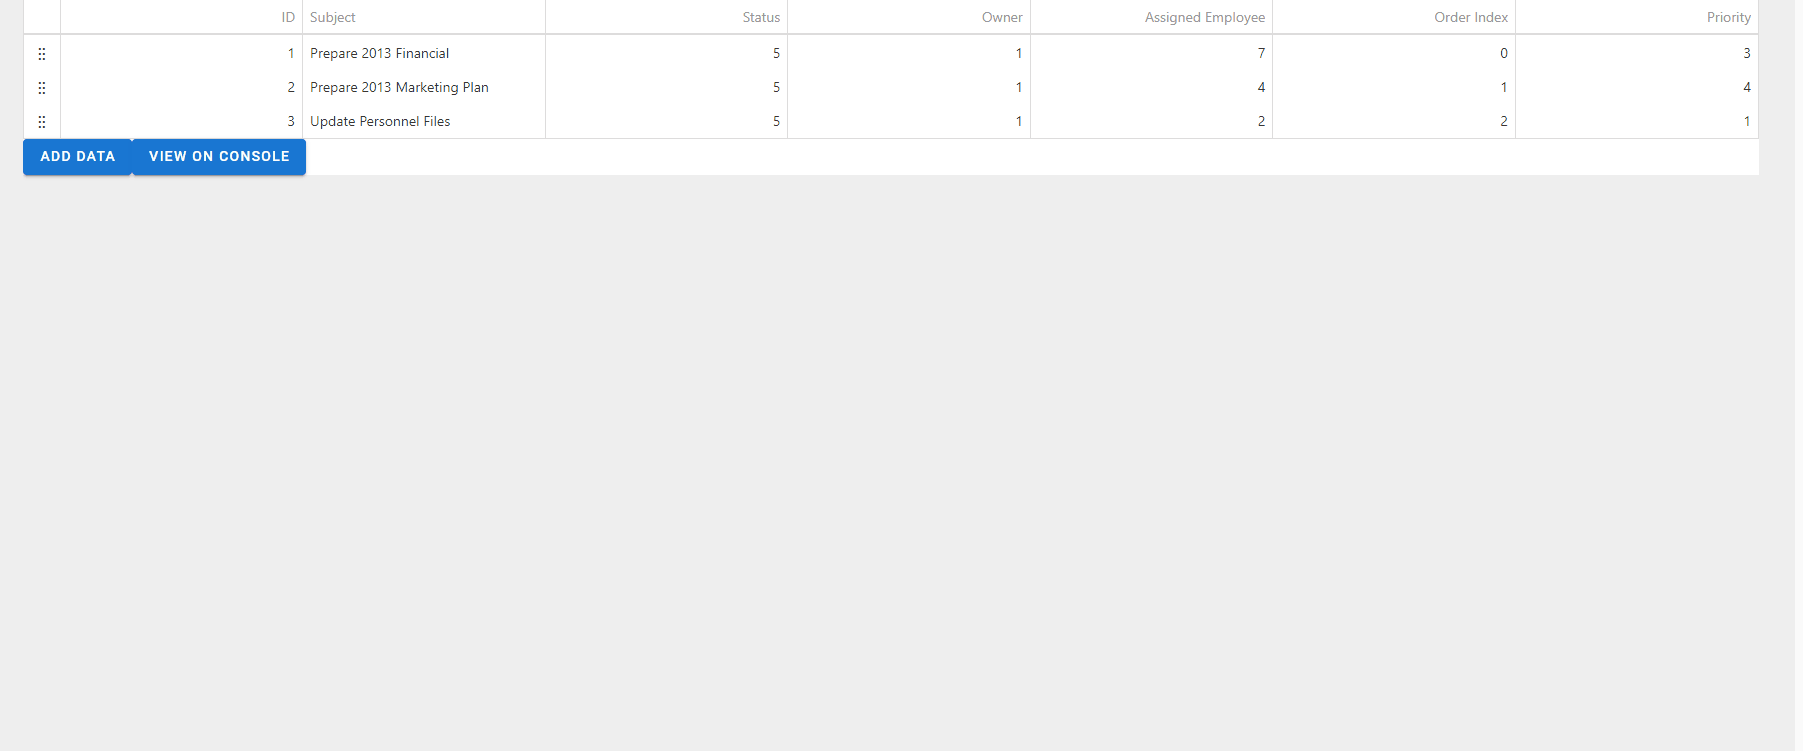 ID Subject Status Owner Assigned Employee Order Index Priority
1 Prepare 2013 Financial 5 1 7 0 3
2 Prepare 2013 Marketing Plan 5 1 4 1 4
3 Update Personnel Files 5 1 2 2 1
ADD DATA VIEW ON CONSOLE